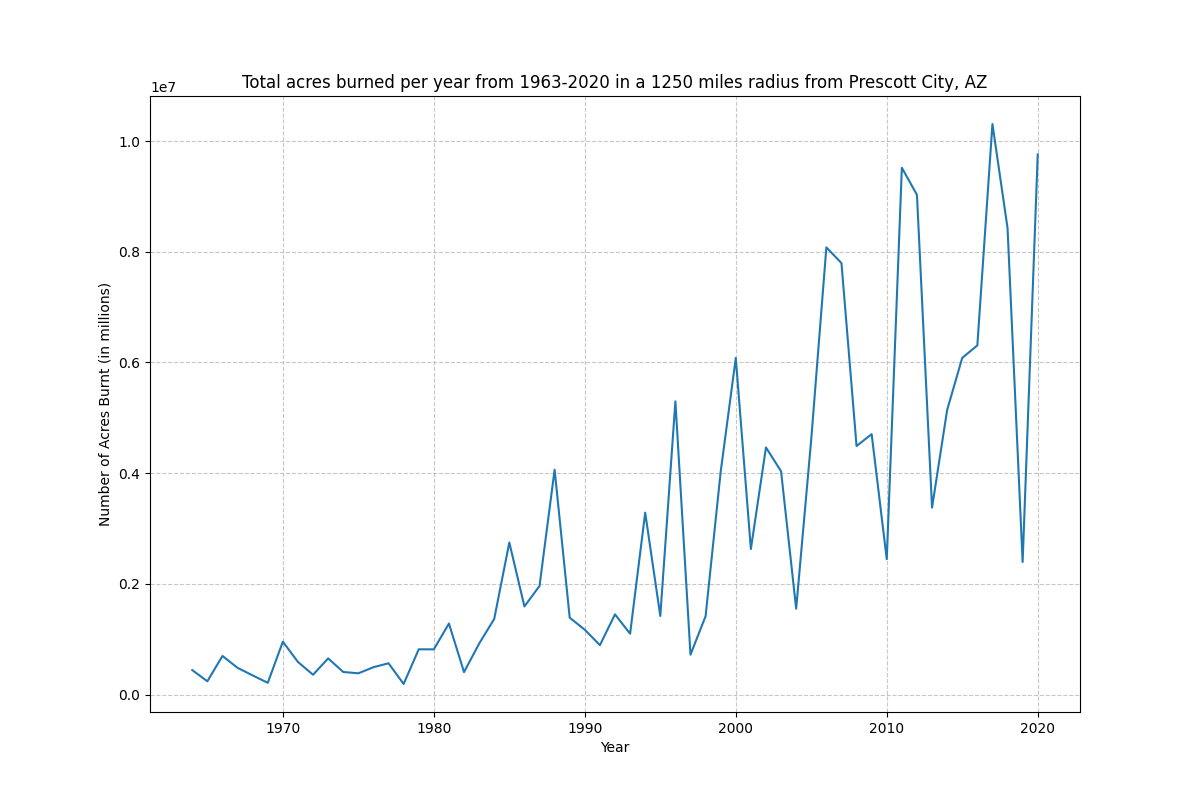 Total acres burned per year from 1963-2020 in a 1250 miles radius from Prescott City, AZ
1e7
1.0
0.8
0.6
0.4
0.2
0.0
Number of Acres Burnt (in millions)
1970 1980 1990 2000 2010 2020
Year